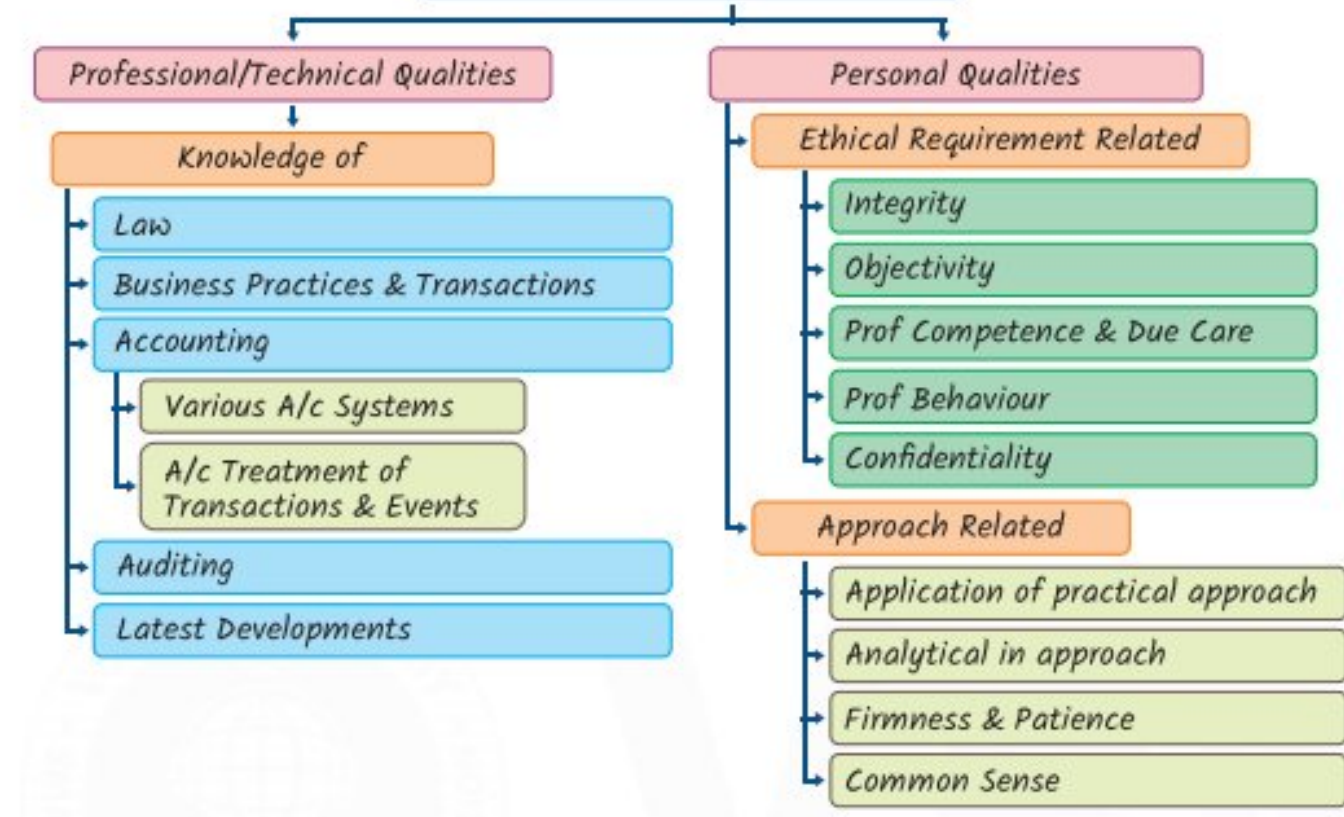 Professional/Technical Qualities
Knowledge of
Law
Business Practices & Transactions
Accounting
Various A/c Systems
A/c Treatment of
Transactions & Events
Auditing
Latest Developments
Personal Qualities
Ethical Requirement Related
Integrity
Objectivity
Prof Competence & Due Care
Prof Behaviour
Confidentiality
Approach Related
Application of practical approach
Analytical in approach
Firmness & Patience
Common Sense